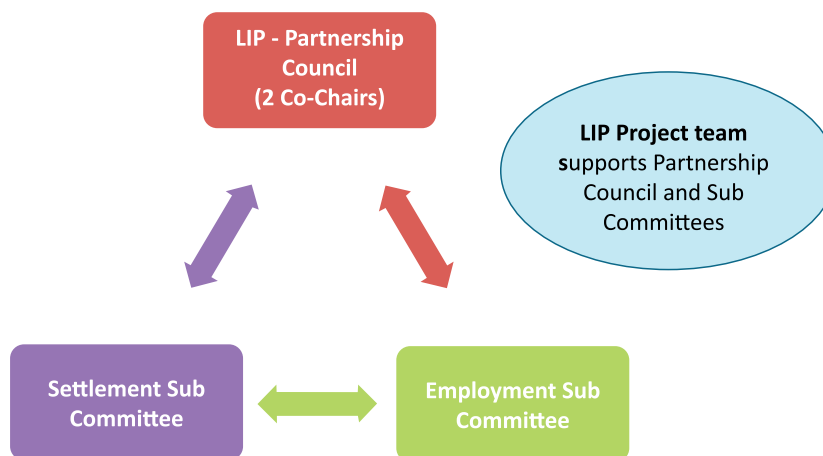 LIP - Partnership
Council
(2 Co-Chairs)
LIP Project team
supports Partnership
Council and Sub
Committees
Settlement Sub
Committee
Employment Sub
Committee